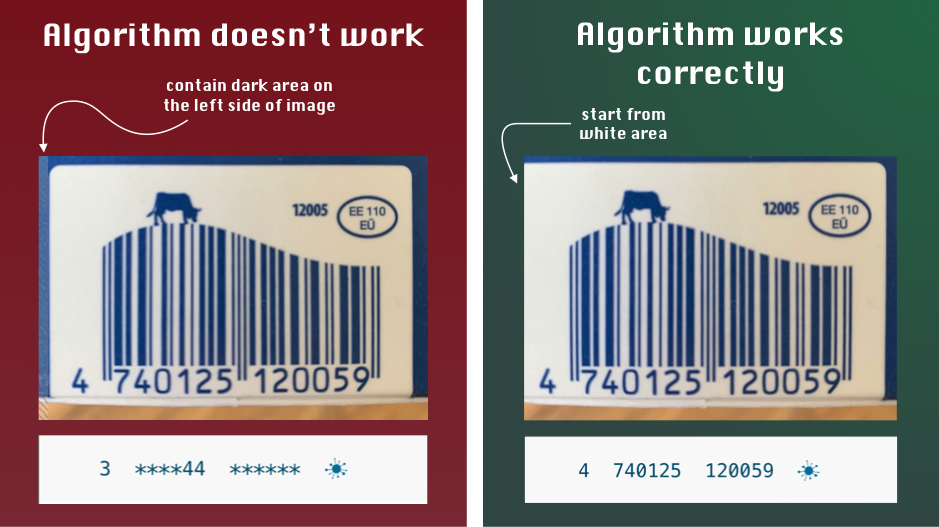 Algorithm doesn't work
contain dark area on
the left side of image
12005
EE 110
EÜ
4 740125 120059
3 ****44 ******
Algorithm works
correctly
start from
white area
12005
EE 110
EÜ
4 740125 120059
4 740125 120059